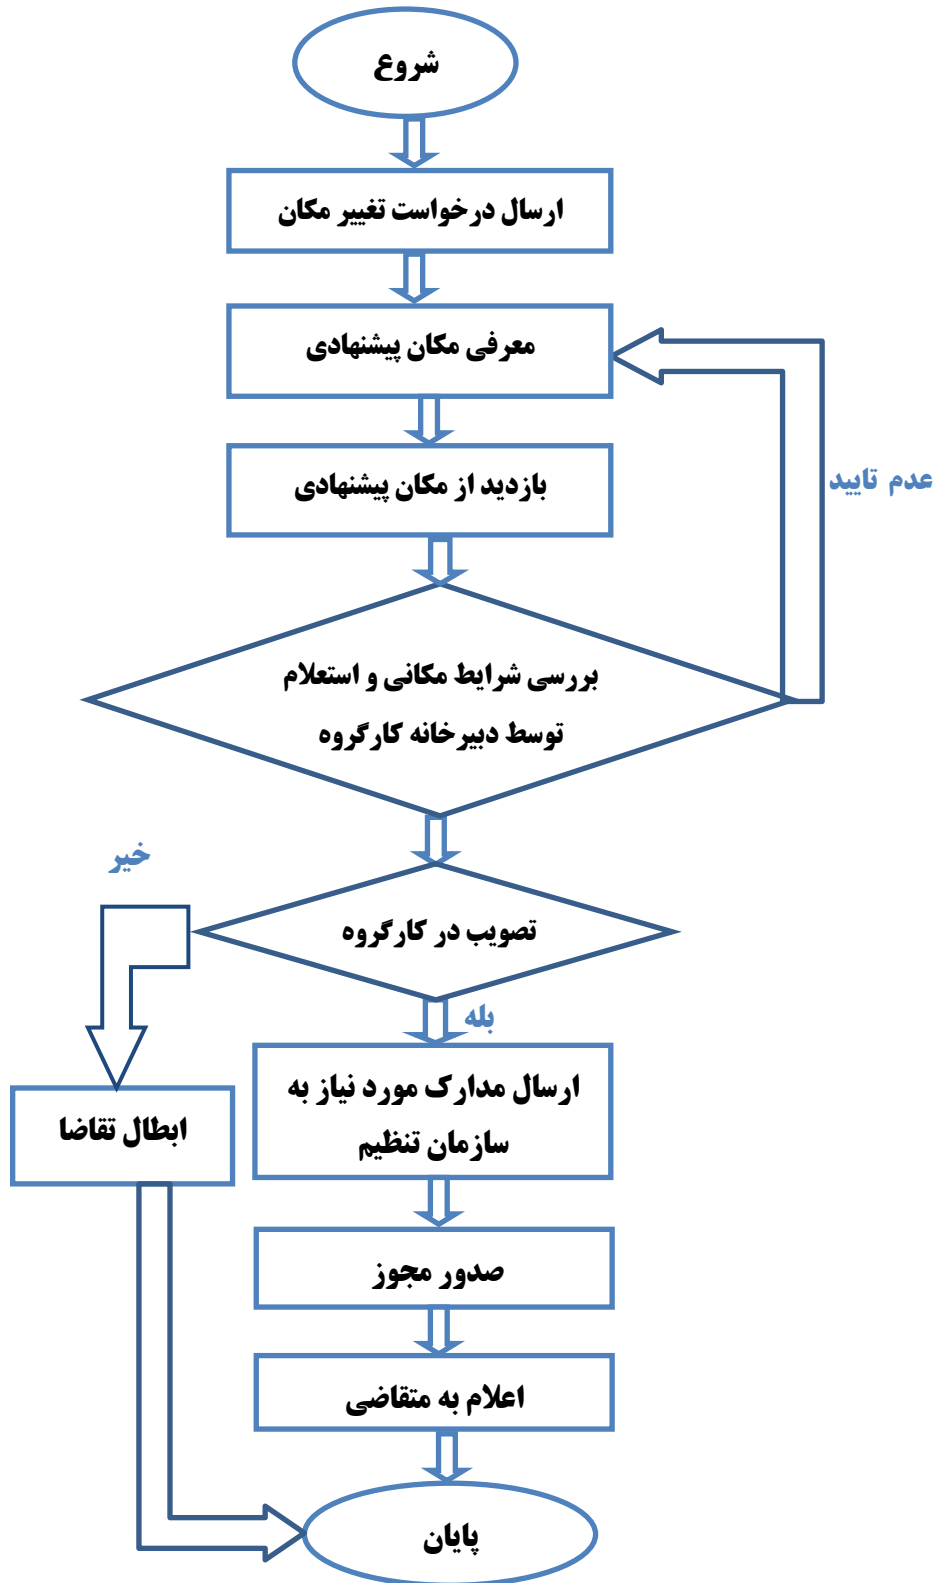 شروع
ارسال درخواست تغییر مکان
معرفی مکان پیشنهادی
بازدید از مکان پیشنهادی
عدم تایید
بررسی شرایط مکانی و استعلام
توسط دبیرخانه کارگروه
خیر
تصویب در کارگروه
بله
ارسال مدارک مورد نیاز به
سازمان تنظیم
ابطال تقاضا
صدور مجوز
اعلام به متقاضی
پایان